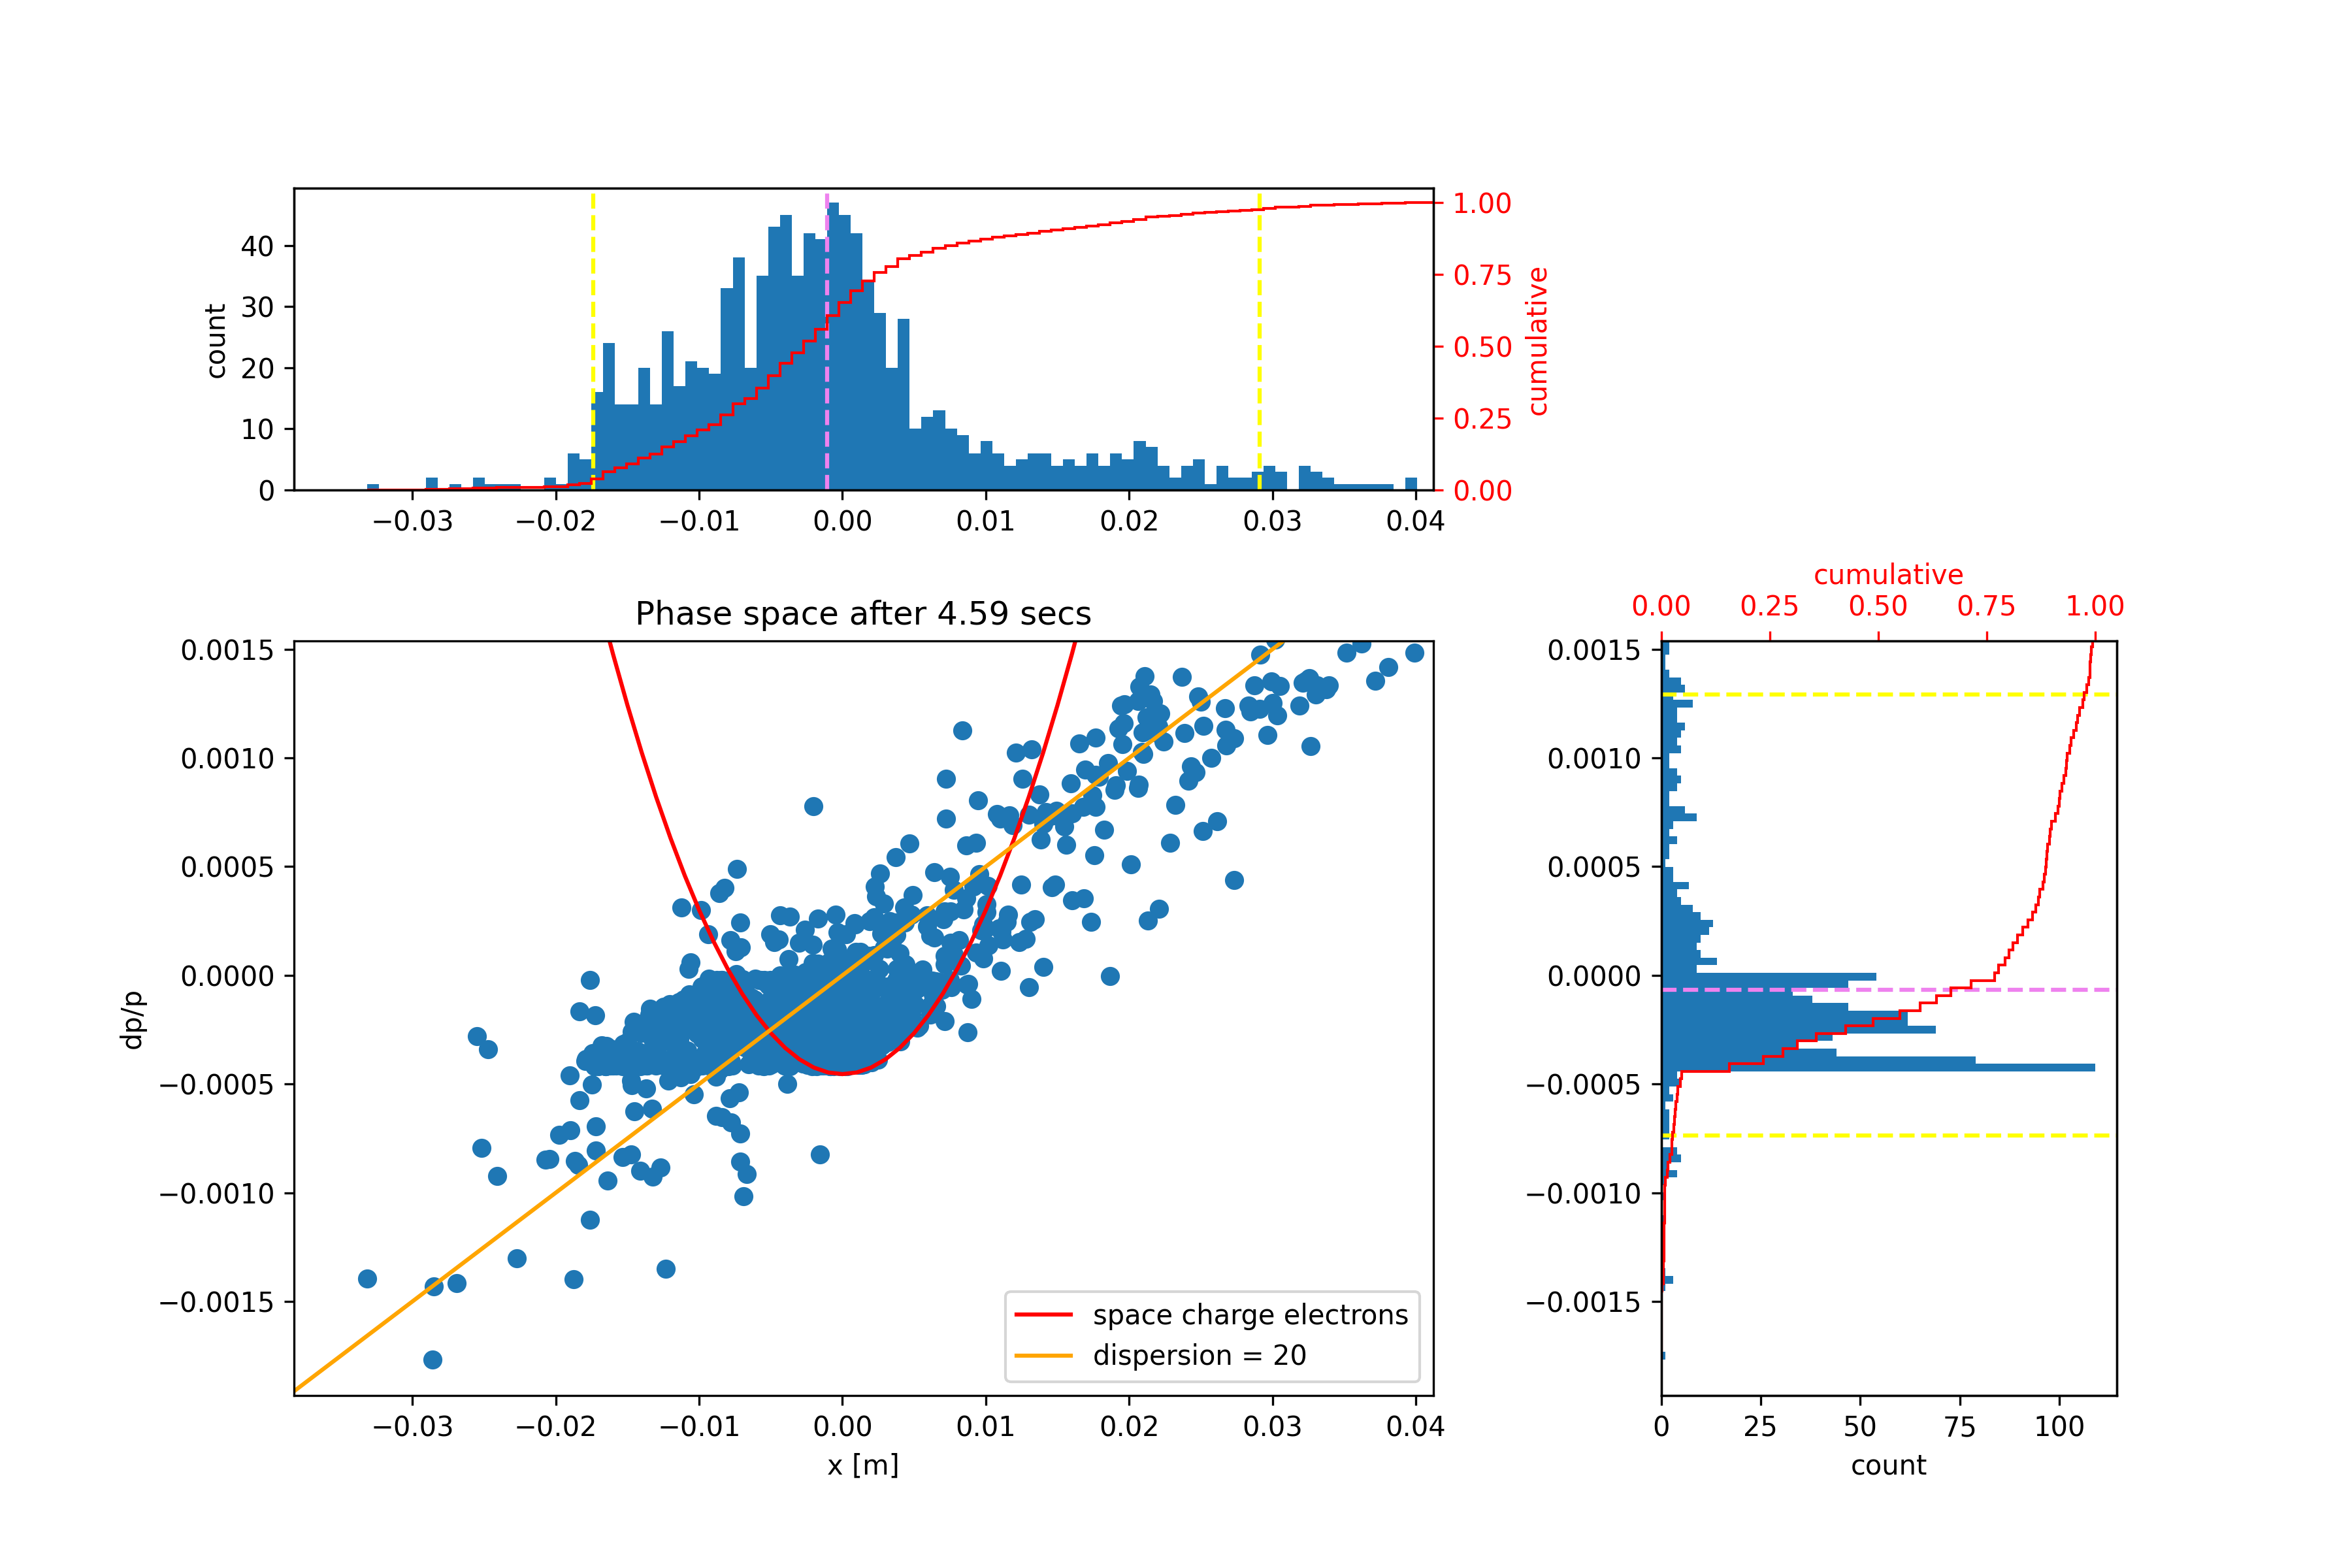 40
30
20
10
0
count
1.00
0.75
0.50
0.25
0.00
cumulative
−0.03 −0.02 −0.01 0.00 0.01 0.02 0.03 0.04
Phase space after 4.59 secs
0.0015
0.0010
0.0005
0.0000
−0.0005
−0.0010
−0.0015
dp/p
space charge electrons
dispersion = 20
−0.03 −0.02 −0.01 0.00 0.01 0.02 0.03 0.04
x [m]
cumulative
0.00 0.25 0.50 0.75 1.00
0.0015
0.0010
0.0005
0.0000
−0.0005
−0.0010
−0.0015
0 25 50 75 100
count